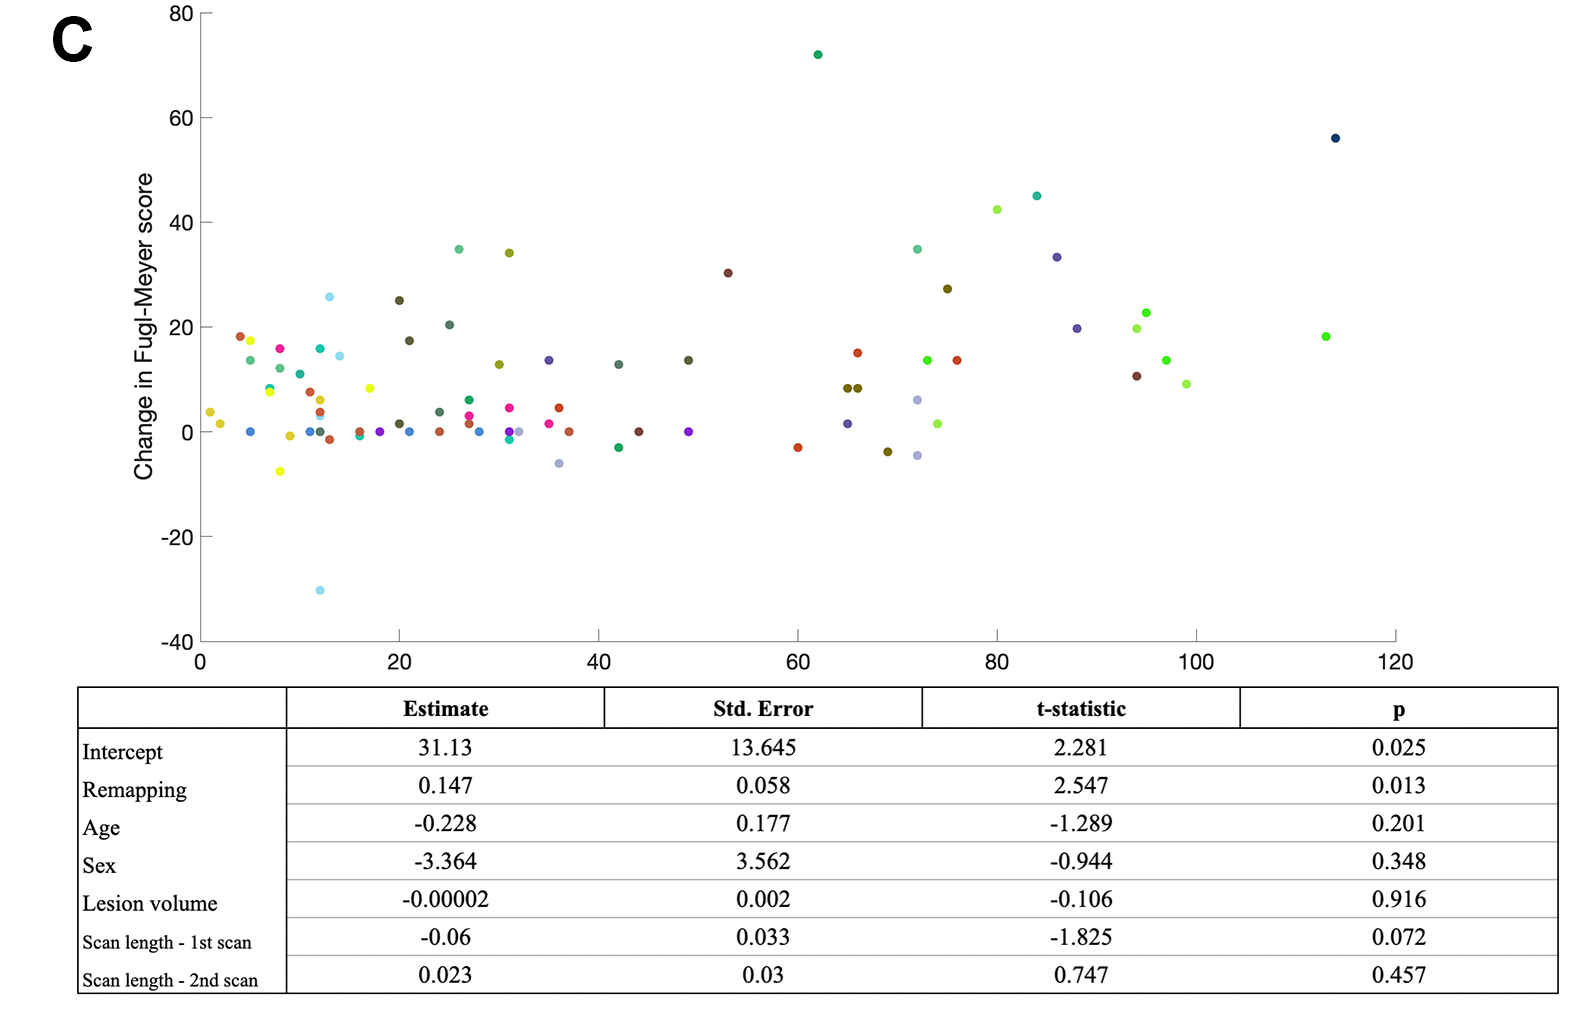 C
80
60
40
20
0
-20
-40
Change in Fugl-Meyer score
0 20 40 60 80 100 120
Estimate Std. Error t-statistic p
Intercept 31.13 13.645 2.281 0.025
Remapping 0.147 0.058 2.547 0.013
Age -0.228 0.177 -1.289 0.201
Sex -3.364 3.562 -0.944 0.348
Lesion volume -0.00002 0.002 -0.106 0.916
Scan length - 1st scan -0.06 0.033 -1.825 0.072
Scan length - 2nd scan 0.023 0.03 0.747 0.457